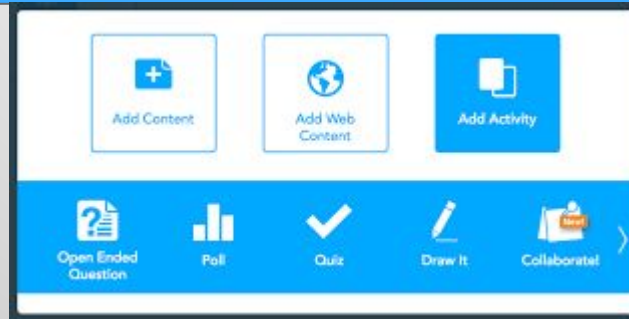 Add Content
Add Web
Content
Add Activity
Open Ended
Question
Poll
Quiz
Draw It
New!
Collaborate!